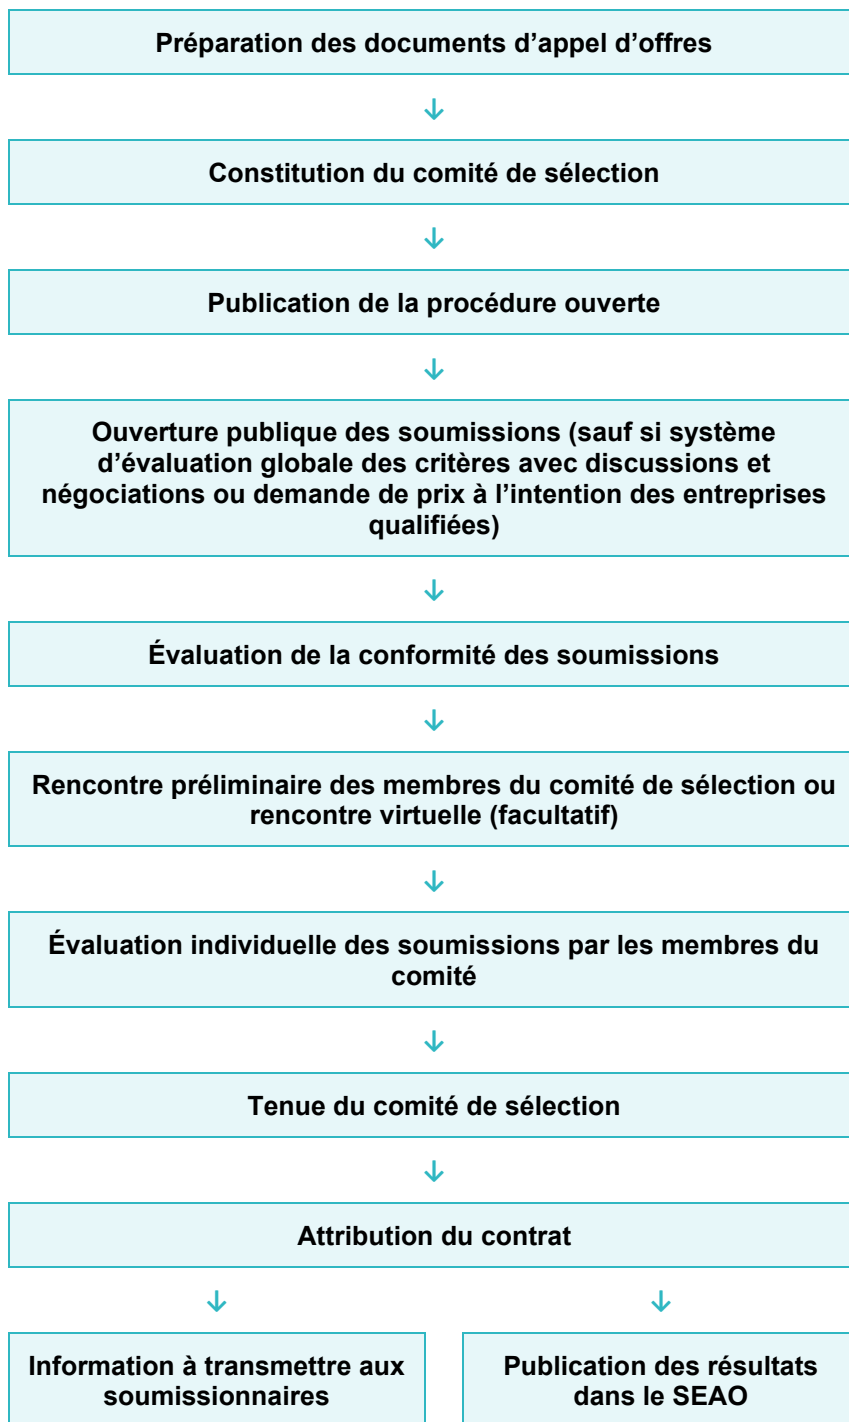 Préparation des documents d’appel d’offres
↓
Constitution du comité de sélection
↓
Publication de la procédure ouverte
↓
Ouverture publique des soumissions (sauf si système
d’évaluation globale des critères avec discussions et
négociations ou demande de prix à l’intention des entreprises
qualifiées)
↓
Évaluation de la conformité des soumissions
↓
Rencontre préliminaire des membres du comité de sélection ou
rencontre virtuelle (facultatif)
↓
Évaluation individuelle des soumissions par les membres du
comité
↓
Tenue du comité de sélection
↓
Attribution du contrat
↓ ↓
Information à transmettre aux
soumissionnaires
Publication des résultats
dans le SEAO